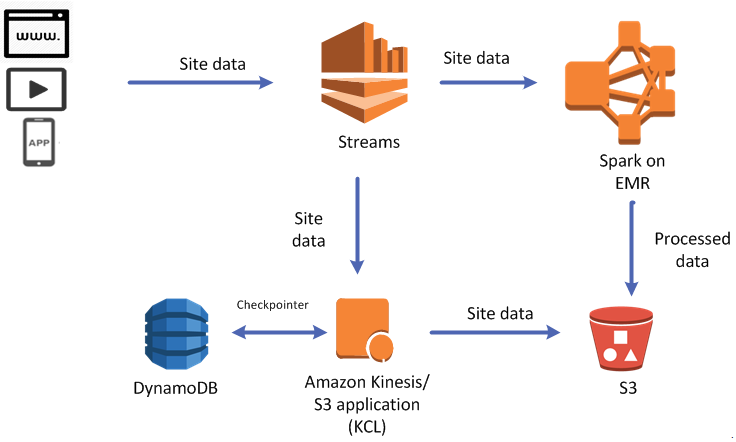 www.
APP
Site data
Site data
Streams
Spark on
EMR
Site
data
Processed
data
Checkpointer
Site data
DynamoDB
Amazon Kinesis/
S3 application
(KCL)
S3